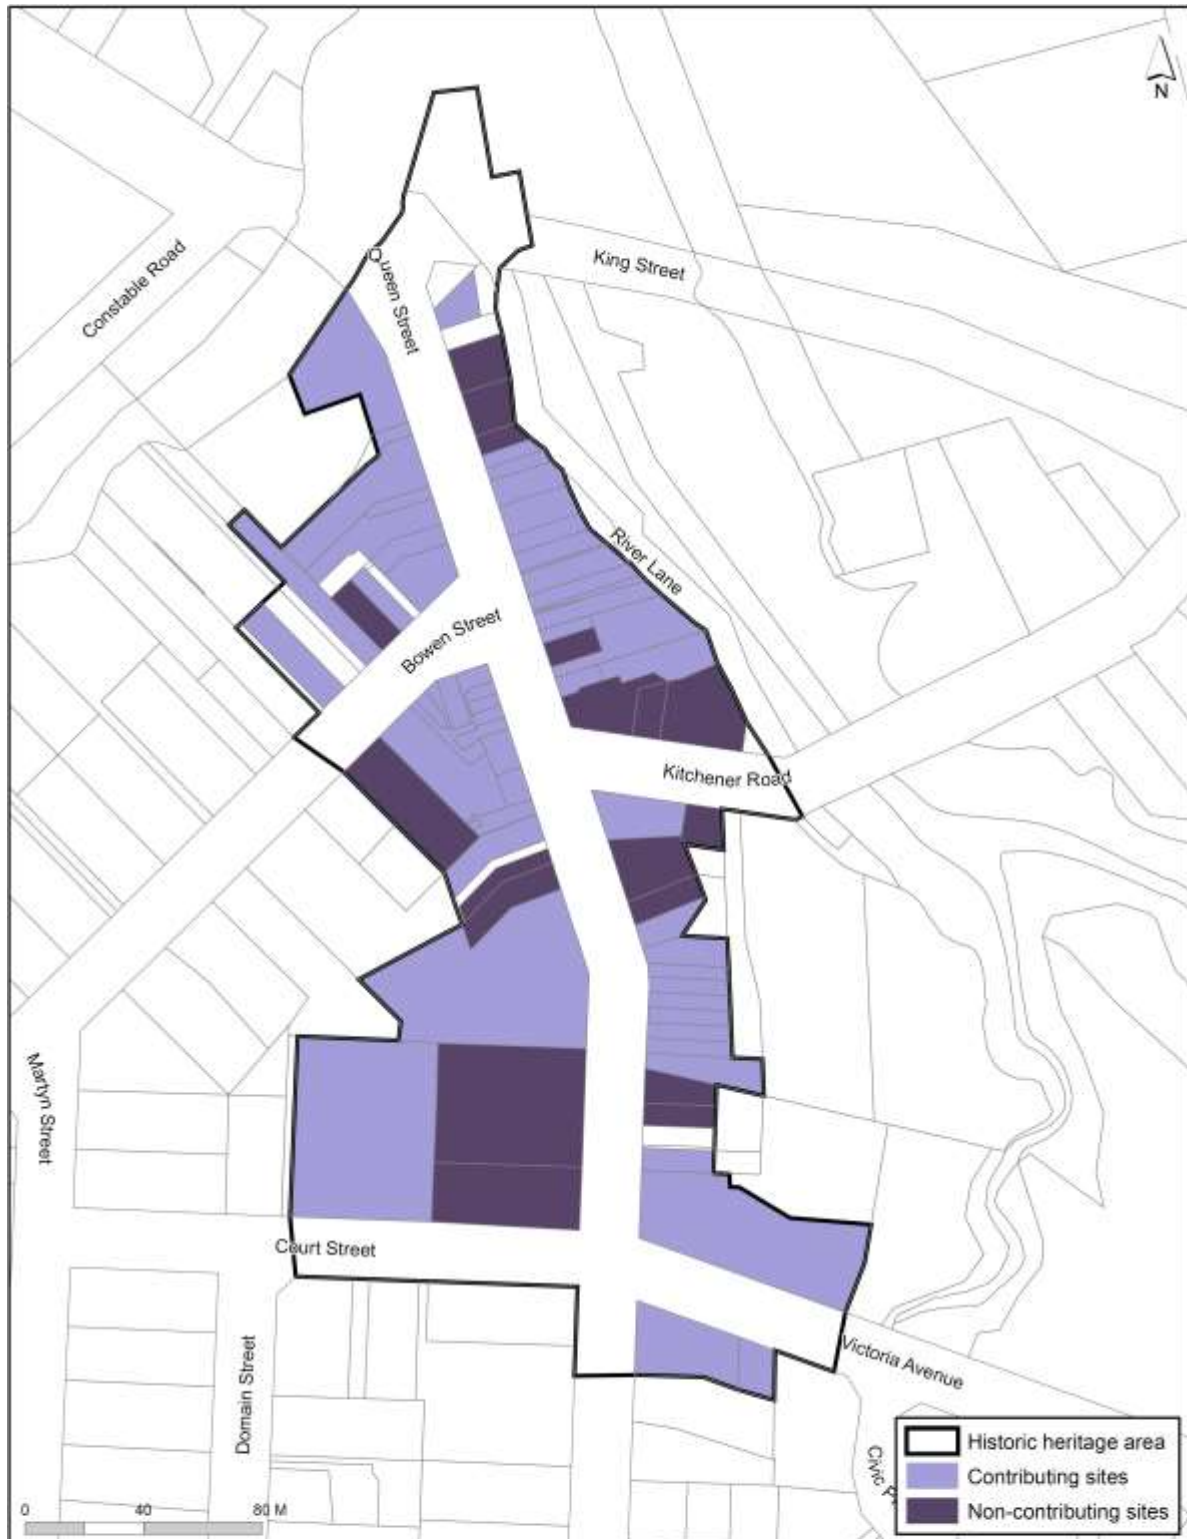 N
King Street
Queen Street
Constable Road
River Lane
Bowen Street
Kitchener Road
Martyn Street
Court Street
Victoria Avenue
Domain Street
Civic
Historic heritage area
Contributing sites
Non-contributing sites
0 40 80 M